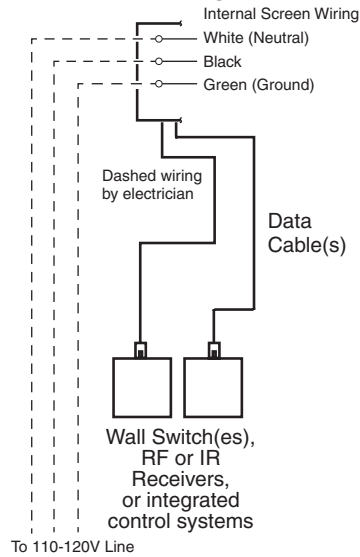 Internal Screen Wiring
White (Neutral)
Black
Green (Ground)
Dashed wiring
by electrician
Data
Cable(s)
Wall Switch(es),
RF or IR
Receivers,
or integrated
control systems
To 110-120V Line